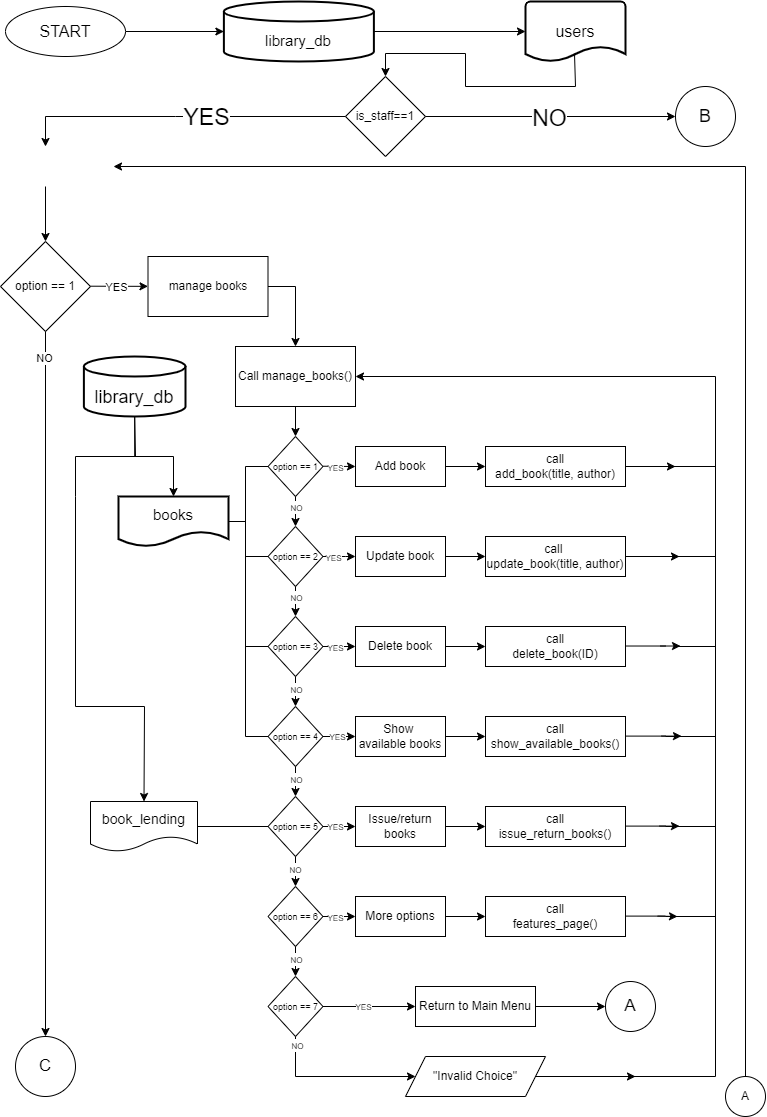 START
library_db
users
is_staff==1
YES
NO
B
option == 1
YES
manage books
NO
Call manage_books()
library_db
option == 1
YES
Add book
call
add_book(title, author)
NO
books
option == 2
YES
Update book
call
update_book(title, author)
NO
option == 3
YES
Delete book
call
delete_book(ID)
NO
option == 4
YES
Show
available books
call
show_available_books()
NO
book_lending
option == 5
YES
Issue/return
books
call
issue_return_books()
NO
option == 6
YES
More options
call
features_page()
NO
option == 7
YES
Return to Main Menu
A
NO
C
"Invalid Choice"
A